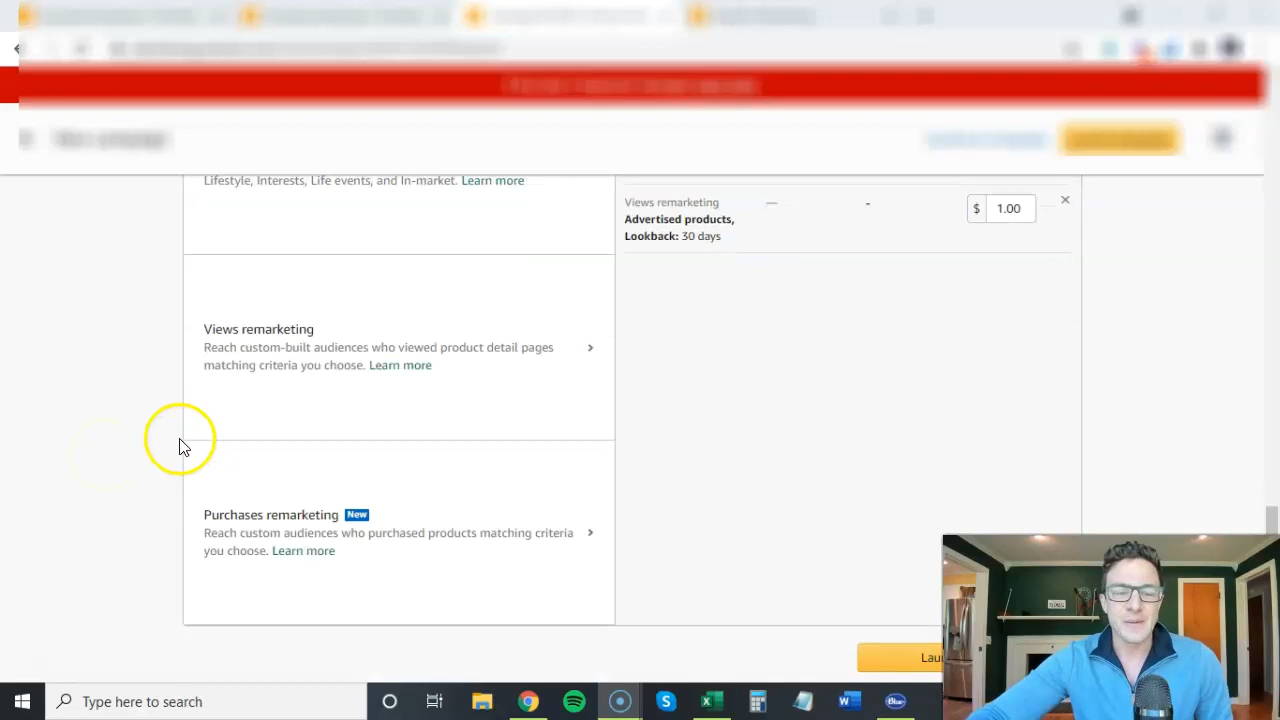 Lifestyle, Interests, Life events, and In-market. Learn more
Views remarketing — - $ 1.00
Advertised products,
Lookback: 30 days
Views remarketing
Reach custom-built audiences who viewed product detail pages
matching criteria you choose. Learn more
Purchases remarketing New
Reach custom audiences who purchased products matching criteria
you choose. Learn more
Type here to search